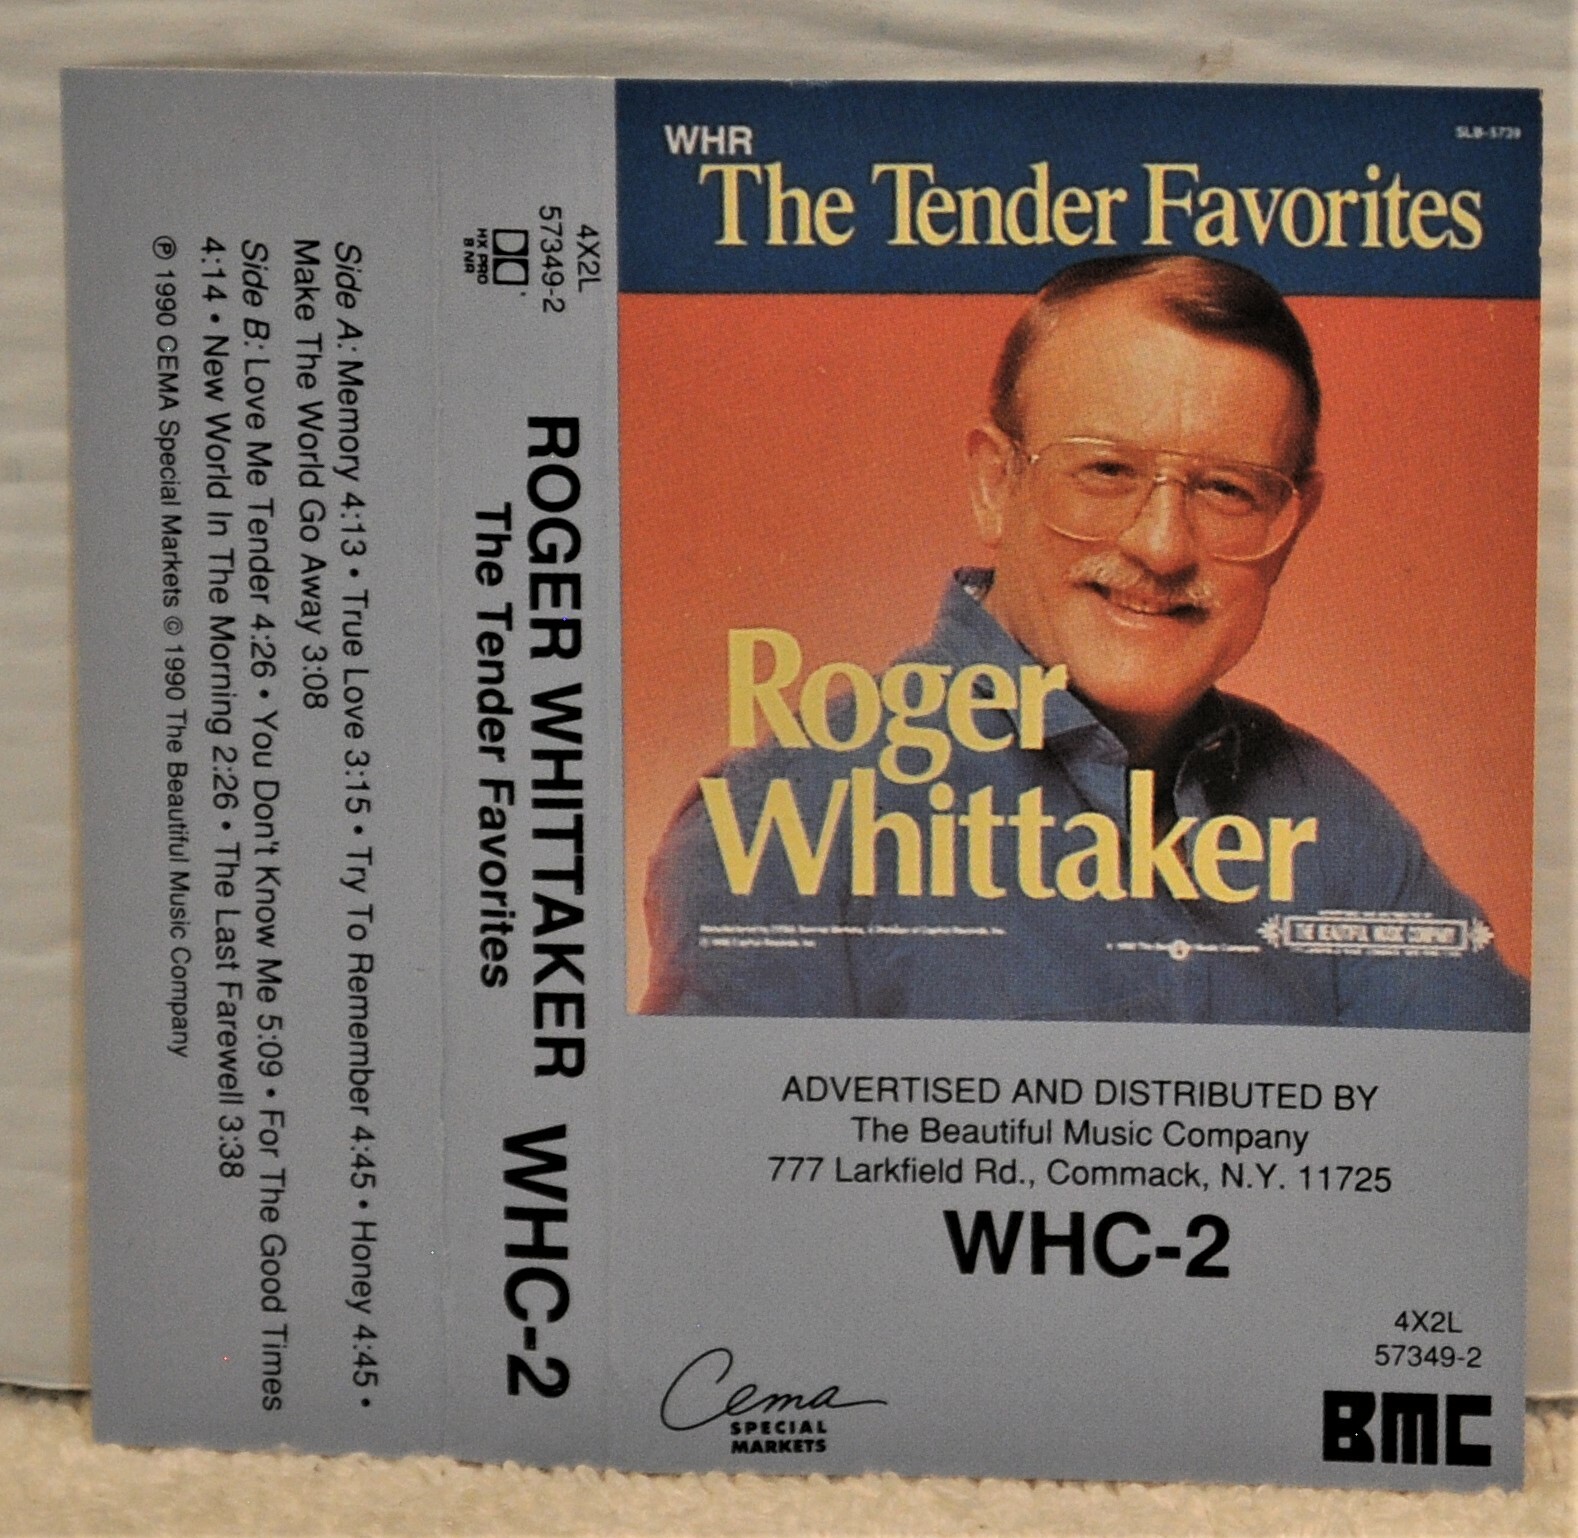 WHR
SLB-5739
The Tender Favorites
Roger
Whittaker
THE BEAUTIFUL MUSIC COMPANY
ADVERTISED AND DISTRIBUTED BY
The Beautiful Music Company
777 Larkfield Rd., Commack, N.Y. 11725
WHC-2
4X2L
57349-2
Cema
SPECIAL
MARKETS
BMC
4X2L
57349-2
HX PRO
B NR
ROGER WHITTAKER WHC-2
The Tender Favorites
Side A: Memory 4:13 • True Love 3:15 • Try To Remember 4:45 • Honey 4:45 •
Make The World Go Away 3:08
Side B: Love Me Tender 4:26 • You Don't Know Me 5:09 • For The Good Times
4:14 • New World In The Morning 2:26 • The Last Farewell 3:38
℗ 1990 CEMA Special Markets © 1990 The Beautiful Music Company